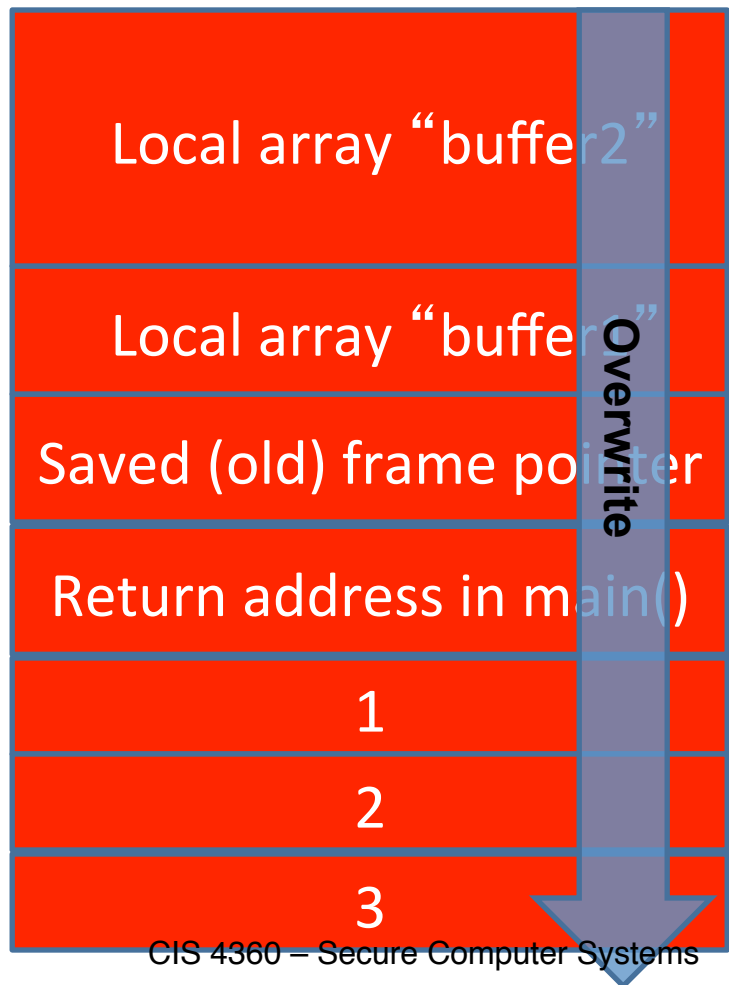 Local array “buffer2”
Local array “buffer1”
Saved (old) frame pointer
Overwrite
Return address in main()
1
2
3
CIS 4360 – Secure Computer Systems